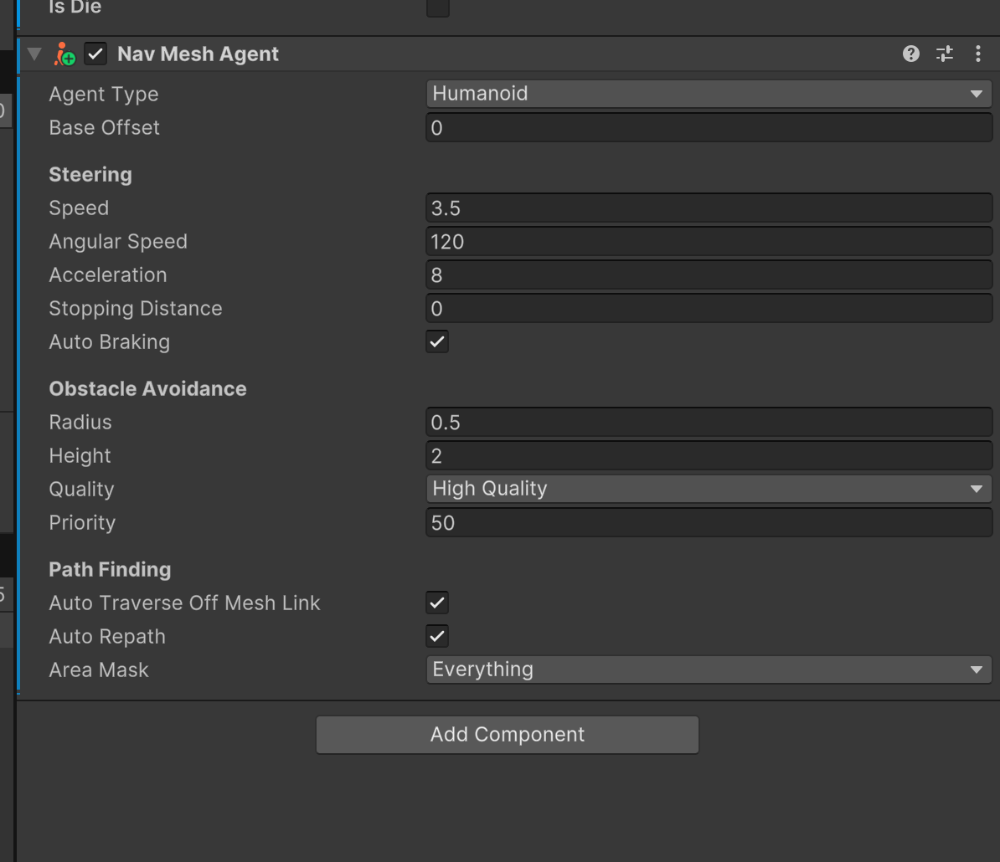 Is Die
Nav Mesh Agent
Agent Type Humanoid
Base Offset 0
Steering
Speed 3.5
Angular Speed 120
Acceleration 8
Stopping Distance 0
Auto Braking
Obstacle Avoidance
Radius 0.5
Height 2
Quality High Quality
Priority 50
Path Finding
Auto Traverse Off Mesh Link
Auto Repath
Area Mask Everything
Add Component